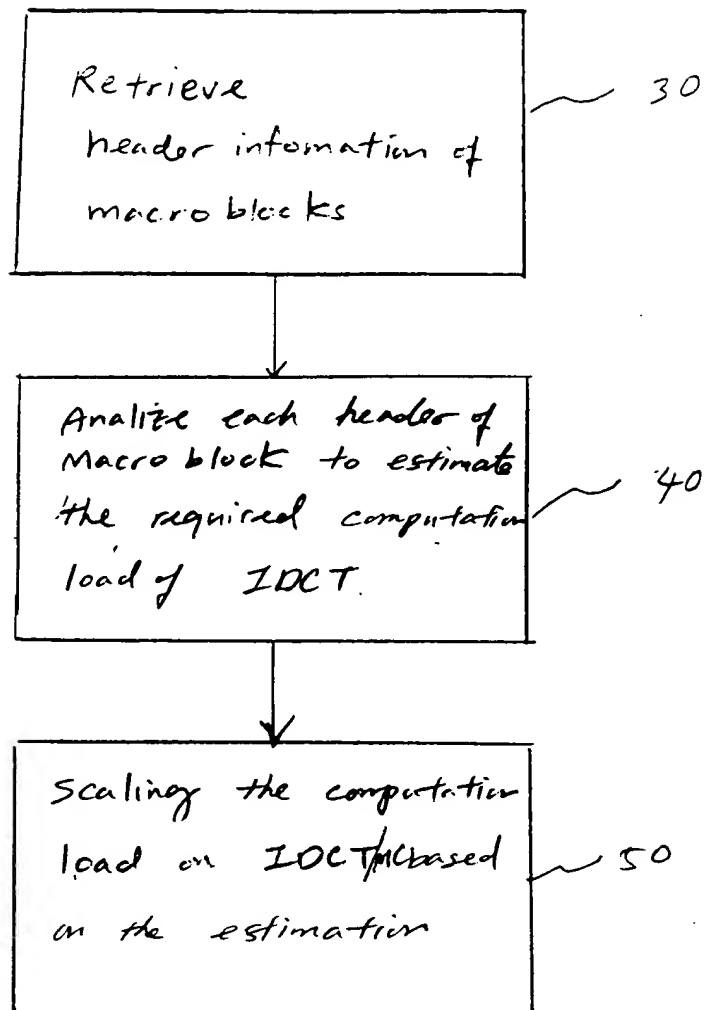 Retrieve
header infomation of
macro blocks
30
Analize each header of
Macro block to estimate
the required computation
load of IDCT.
40
Scaling the computation
load on IDCT/MC based
on the estimation
50